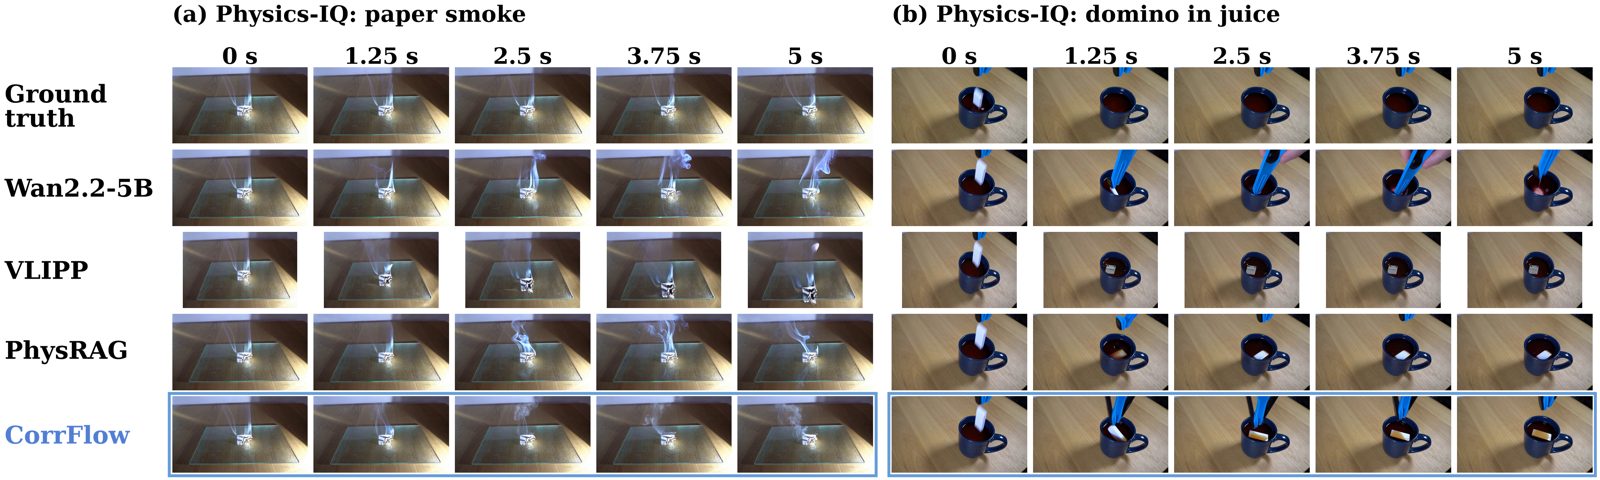 (a) Physics-IQ: paper smoke
(b) Physics-IQ: domino in juice
0 s 1.25 s 2.5 s 3.75 s 5 s
0 s 1.25 s 2.5 s 3.75 s 5 s
Ground
truth
Wan2.2-5B
VLIPP
PhysRAG
CorrFlow